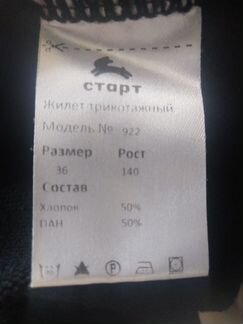 старт
Жилет трикотажный
Модель № 922
Размер Рост
36 140
Состав
Хлопок 50%
ПАН 50%